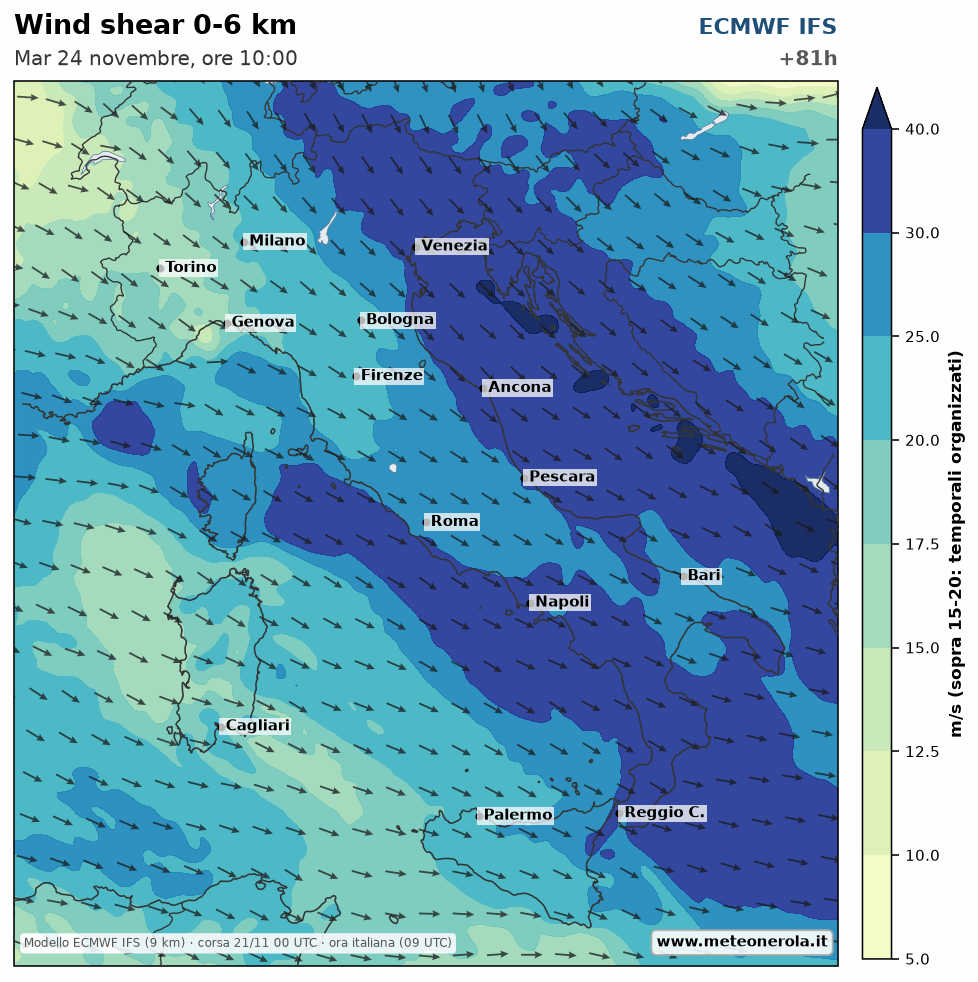 Wind shear 0-6 km
ECMWF IFS
Mar 24 novembre, ore 10:00
+81h
Milano
Venezia
Torino
Genova
Bologna
Firenze
Ancona
Pescara
Roma
Bari
Napoli
Cagliari
Palermo
Reggio C.
40.0
30.0
25.0
20.0
17.5
15.0
12.5
10.0
5.0
m/s (sopra 15-20: temporali organizzati)
Modello ECMWF IFS (9 km) · corsa 21/11 00 UTC · ora italiana (09 UTC)
www.meteonerola.it